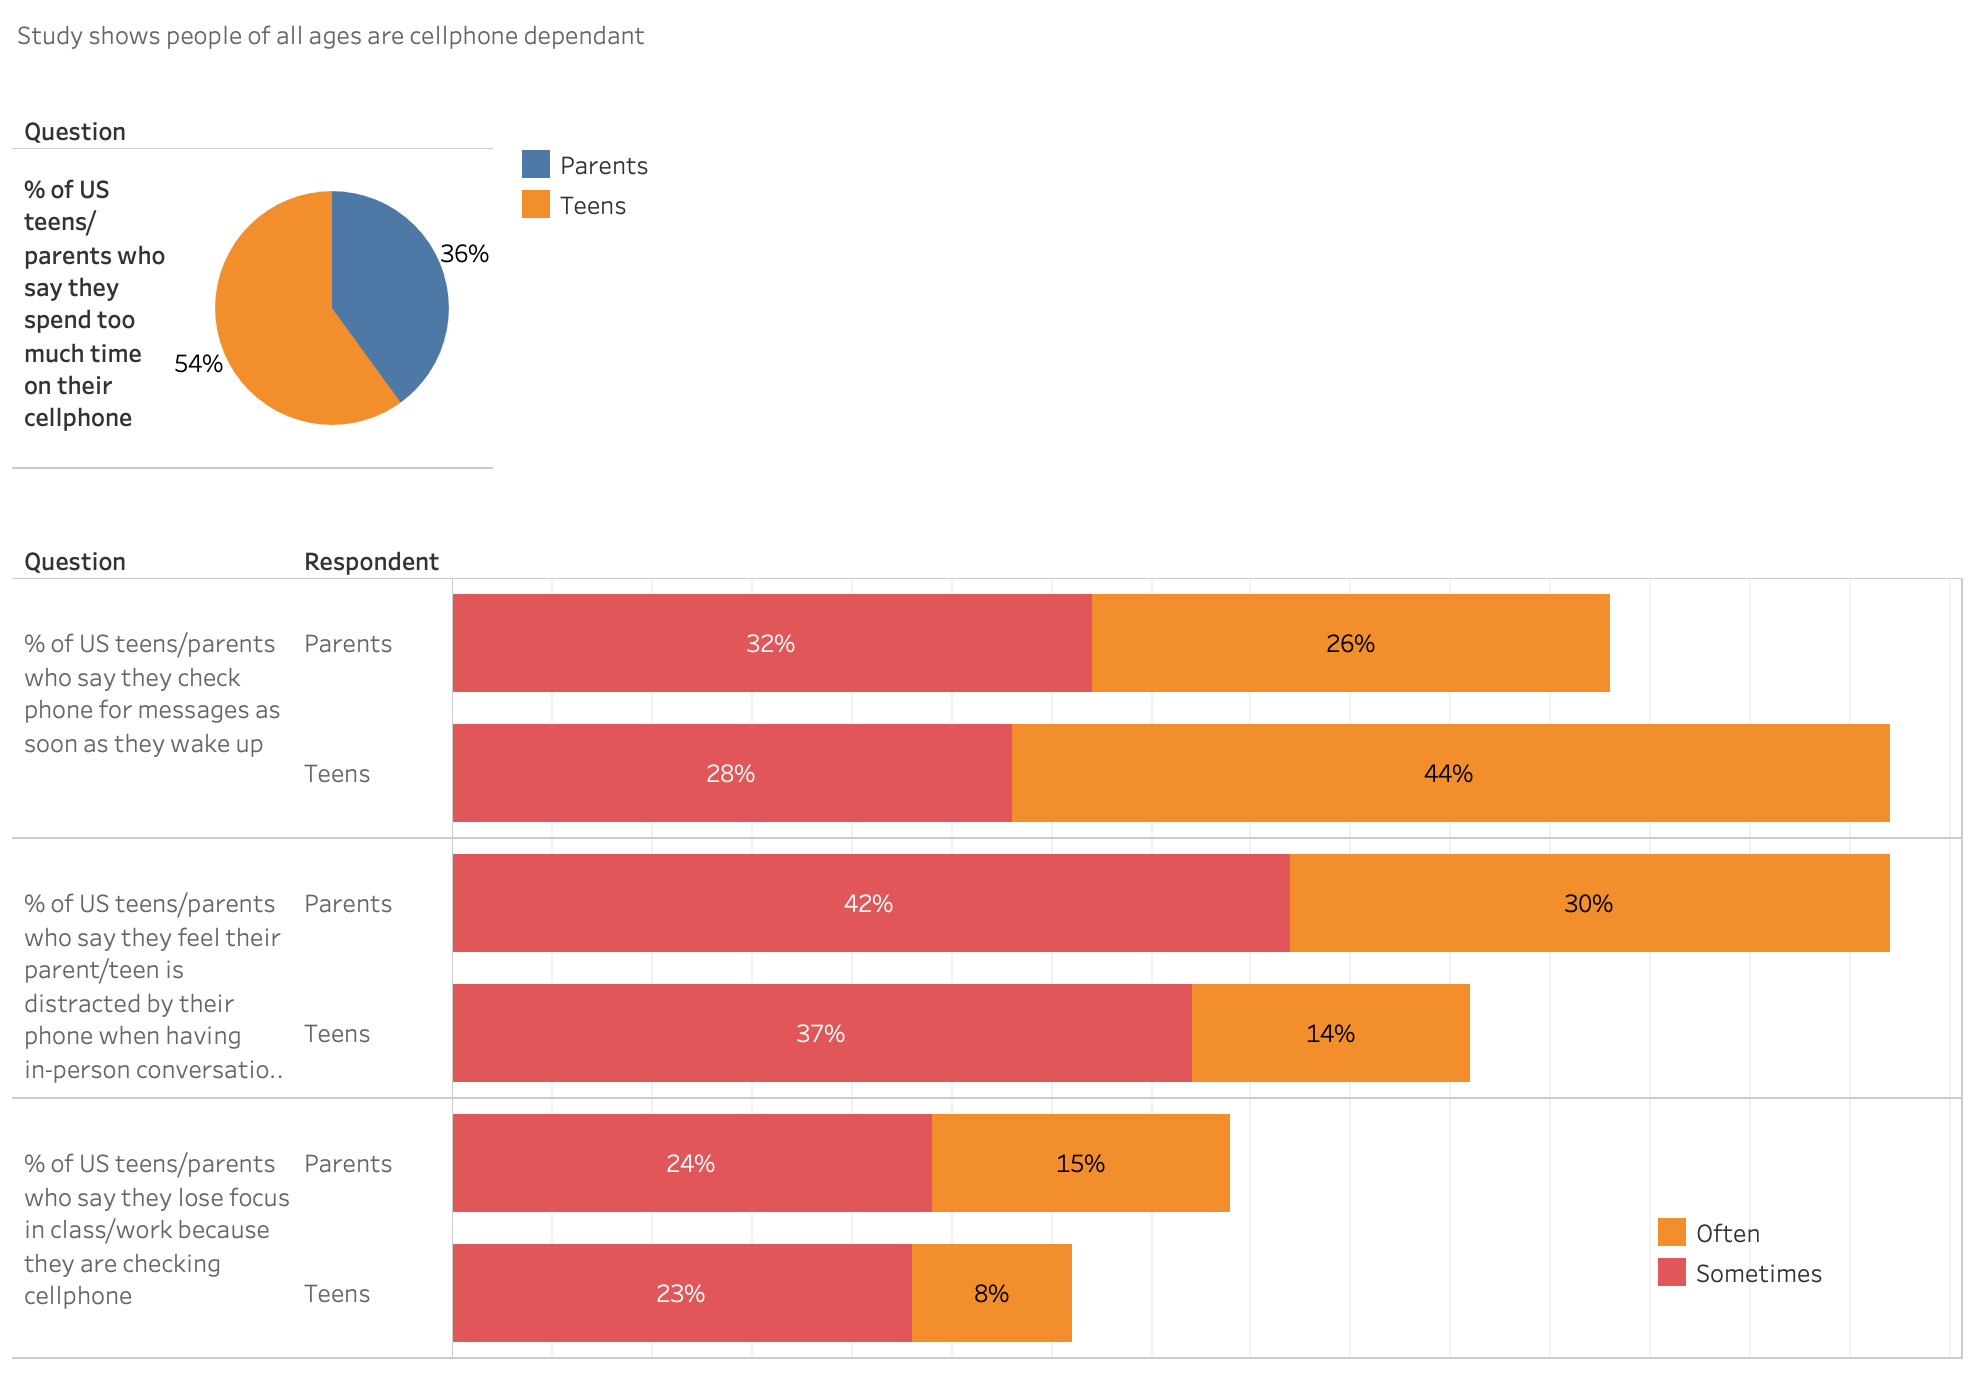 Study shows people of all ages are cellphone dependant
Question
% of US
teens/
parents who
say they
spend too
much time
on their
cellphone
36%
54%
Parents
Teens
Question Respondent
% of US teens/parents
who say they check
phone for messages as
soon as they wake up
Parents
32% 26%
Teens
28% 44%
% of US teens/parents
who say they feel their
parent/teen is
distracted by their
phone when having
in-person conversatio..
Parents
42% 30%
Teens
37% 14%
% of US teens/parents
who say they lose focus
in class/work because
they are checking
cellphone
Parents
24% 15%
Teens
23% 8%
Often
Sometimes